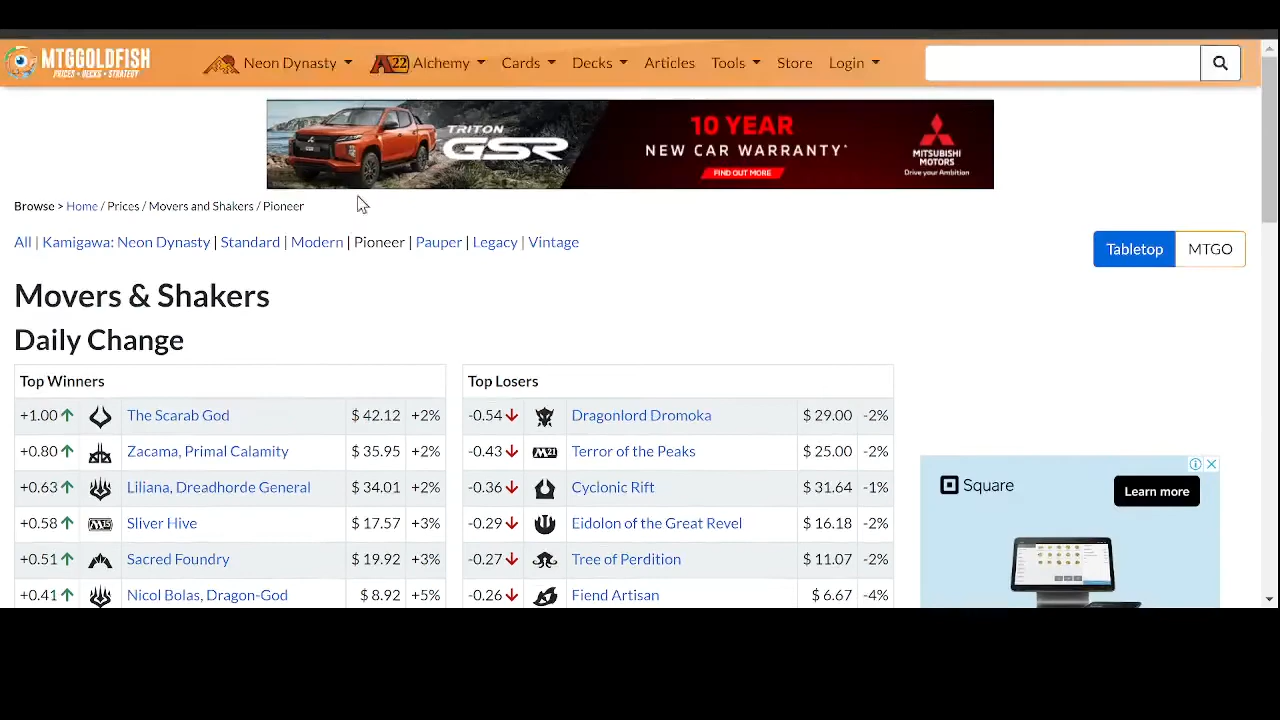 MTGGOLDFISH
PRICES • DECKS • STRATEGY
Neon Dynasty
A22 Alchemy
Cards
Decks
Articles
Tools
Store
Login
TRITON
GSR
10 YEAR
NEW CAR WARRANTY*
FIND OUT MORE
MITSUBISHI
MOTORS
Drive your Ambition
Browse > Home / Prices / Movers and Shakers / Pioneer
All | Kamigawa: Neon Dynasty | Standard | Modern | Pioneer | Pauper | Legacy | Vintage
Tabletop MTGO
Movers & Shakers
Daily Change
Top Winners
+1.00 The Scarab God $ 42.12 +2%
+0.80 Zacama, Primal Calamity $ 35.95 +2%
+0.63 Liliana, Dreadhorde General $ 34.01 +2%
+0.58 M15 Sliver Hive $ 17.57 +3%
+0.51 Sacred Foundry $ 17.22 +3%
+0.41 Nicol Bolas, Dragon-God $ 8.92 +5%
Top Losers
-0.54 Dragonlord Dromoka $ 29.00 -2%
-0.43 M21 Terror of the Peaks $ 25.00 -2%
-0.36 Cyclonic Rift $ 31.64 -1%
-0.29 Eidolon of the Great Revel $ 16.18 -2%
-0.27 Tree of Perdition $ 11.07 -2%
-0.26 Fiend Artisan $ 6.67 -4%
Square
Learn more